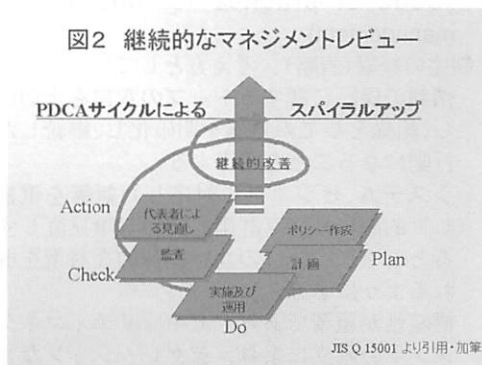 図2 継続的なマネジメントレビュー
PDCAサイクルによる スパイラルアップ
継続的改善
Action
代表者によ
る見直し
ポリシー作成
監査
計画
Check
Plan
実施及び
運用
Do
JIS Q 15001 より引用・加筆